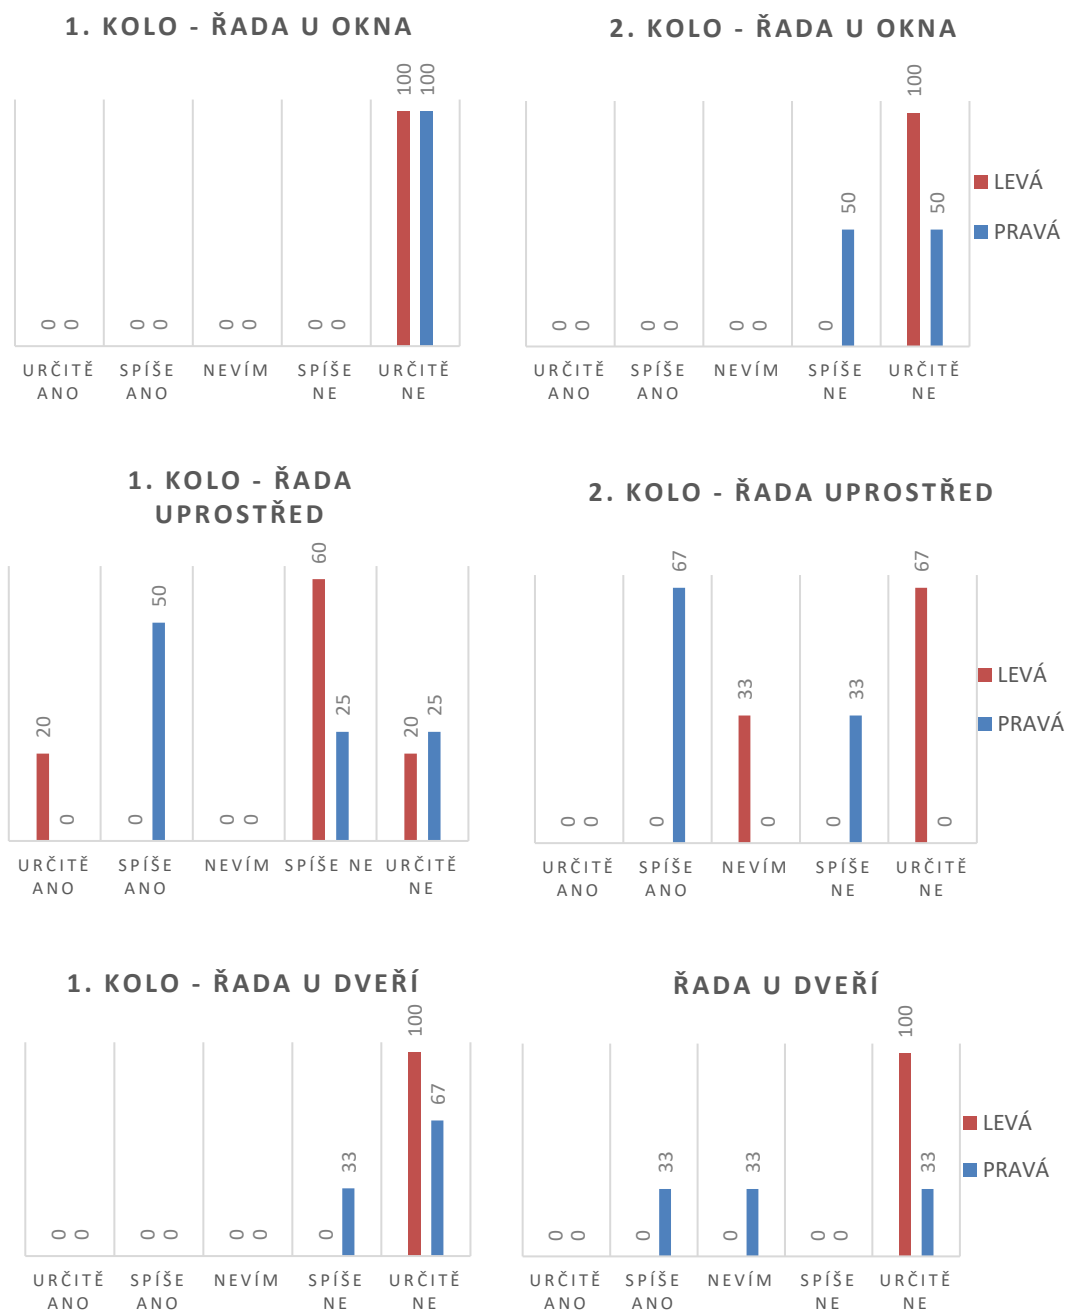 1. KOLO - ŘADA U OKNA
100 100
0 0 0 0 0 0 0 0
URČITĚ ANO SPÍŠE ANO NEVÍM SPÍŠE NE URČITĚ NE
2. KOLO - ŘADA U OKNA
100
50 50
0 0 0 0 0 0 0
URČITĚ ANO SPÍŠE ANO NEVÍM SPÍŠE NE URČITĚ NE
LEVÁ
PRAVÁ
1. KOLO - ŘADA
UPROSTŘED
60
50
20 25 20 25
0 0 0 0
URČITĚ ANO SPÍŠE ANO NEVÍM SPÍŠE NE URČITĚ NE
2. KOLO - ŘADA UPROSTŘED
67 67
33 33
0 0 0 0 0 0
URČITĚ ANO SPÍŠE ANO NEVÍM SPÍŠE NE URČITĚ NE
LEVÁ
PRAVÁ
1. KOLO - ŘADA U DVEŘÍ
100
67
33
0 0 0 0 0 0 0
URČITĚ ANO SPÍŠE ANO NEVÍM SPÍŠE NE URČITĚ NE
ŘADA U DVEŘÍ
100
33 33 33
0 0 0 0 0 0
URČITĚ ANO SPÍŠE ANO NEVÍM SPÍŠE NE URČITĚ NE
LEVÁ
PRAVÁ